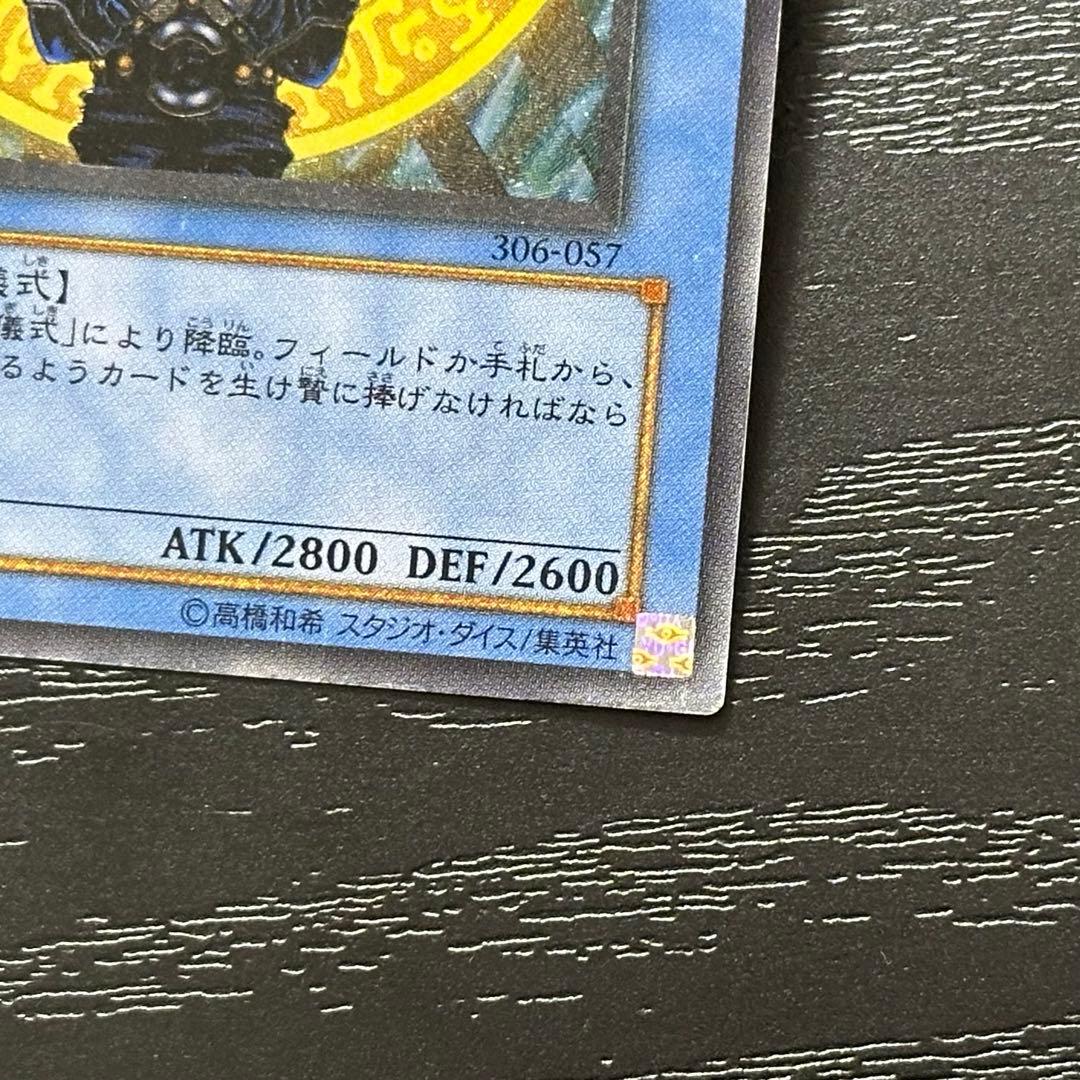 306-057
儀式】
儀式」により降臨。フィールドか手札から、
るようカードを生け贄に捧げなければなら
ATK/2800 DEF/2600
©高橋和希 スタジオ・ダイス/集英社